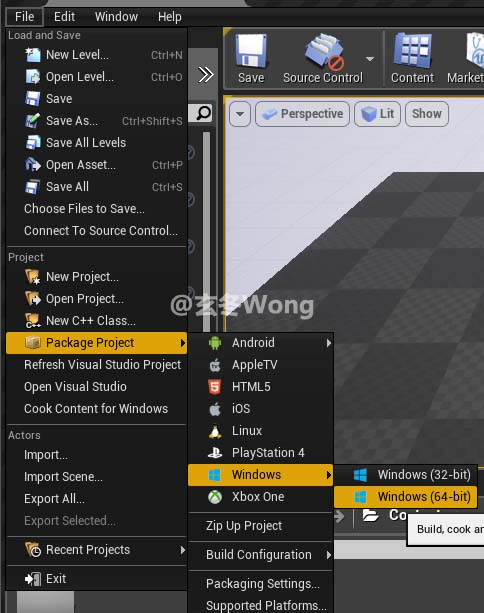 File Edit Window Help
Load and Save
New Level... Ctrl+N
Open Level... Ctrl+O
Save
Save As... Ctrl+Shift+S
Save All Levels
Open Asset... Ctrl+P
Save All Ctrl+S
Choose Files to Save...
Connect To Source Control...
Project
New Project...
Open Project...
New C++ Class...
Package Project
Refresh Visual Studio Project
Open Visual Studio
Cook Content for Windows
Actors
Import...
Import Scene...
Export All...
Export Selected...
Recent Projects
Exit
Save Source Control Content
Perspective Lit Show
@玄冬Wong
Android
AppleTV
HTML5
iOS
Linux
PlayStation 4
Windows
Xbox One
Zip Up Project
Build Configuration
Packaging Settings...
Supported Platforms...
Windows (32-bit)
Windows (64-bit)
Build, cook